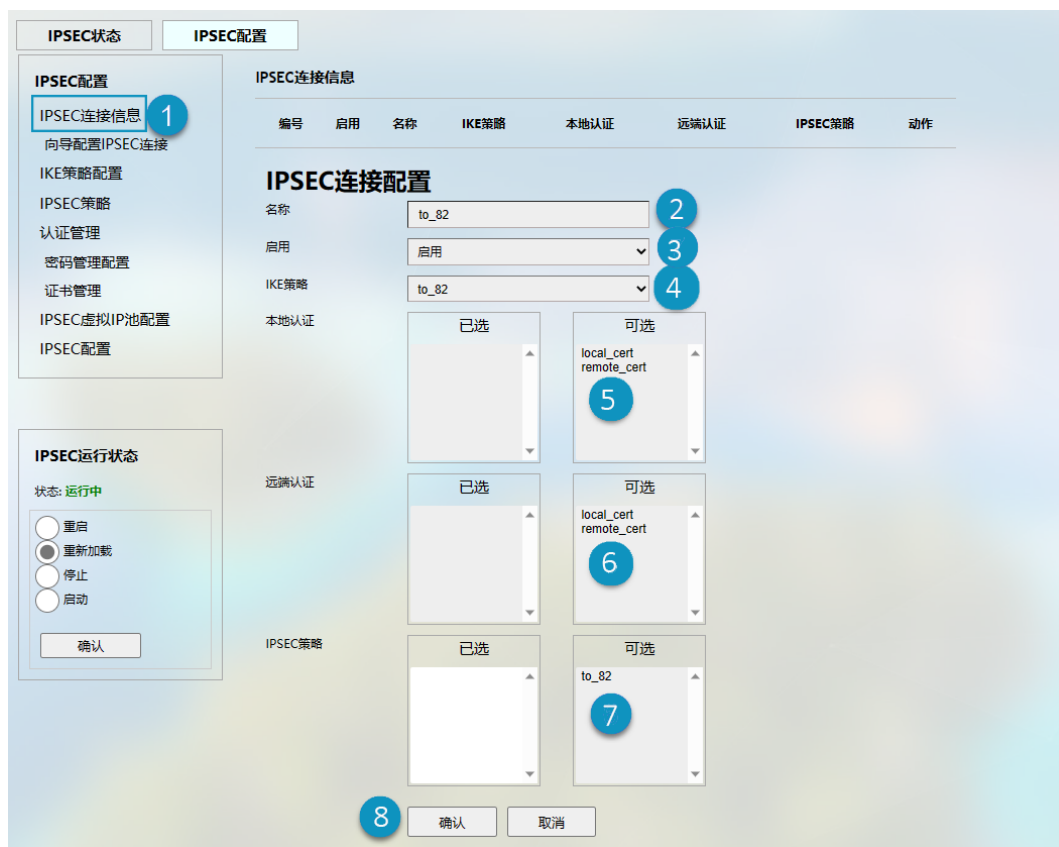 IPSEC状态 IPSEC配置
IPSEC配置
IPSEC连接信息 1
向导配置IPSEC连接
IKE策略配置
IPSEC策略
认证管理
密码管理配置
证书管理
IPSEC虚拟IP池配置
IPSEC配置
IPSEC运行状态
状态: 运行中
重启
重新加载
停止
启动
确认
IPSEC连接信息
编号 启用 名称 IKE策略 本地认证 远端认证 IPSEC策略 动作
IPSEC连接配置
名称 to_82 2
启用 启用 3
IKE策略 to_82 4
本地认证 已选 可选
local_cert
remote_cert
5
远端认证 已选 可选
local_cert
remote_cert
6
IPSEC策略 已选 可选
to_82
7
8 确认 取消